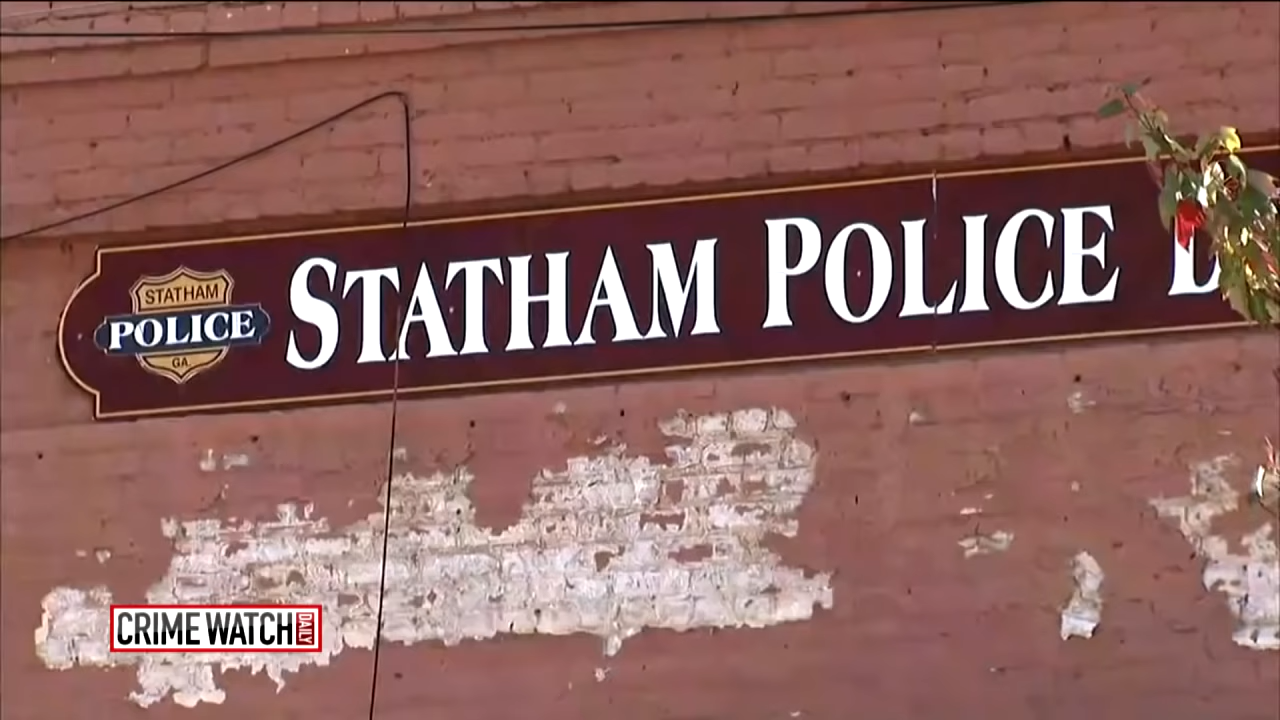 STATHAM POLICE D
STATHAM
POLICE
GA.
CRIME WATCH DAILY